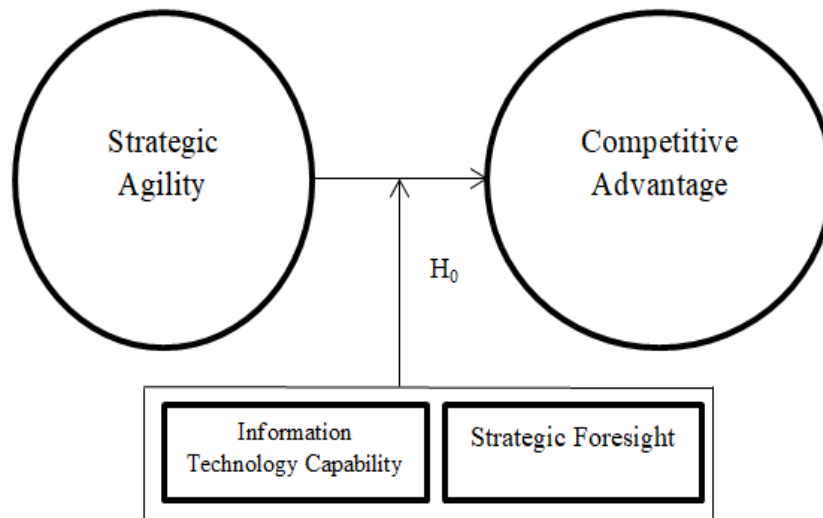 Strategic
Agility
Competitive
Advantage
H₀
Information
Technology Capability
Strategic Foresight